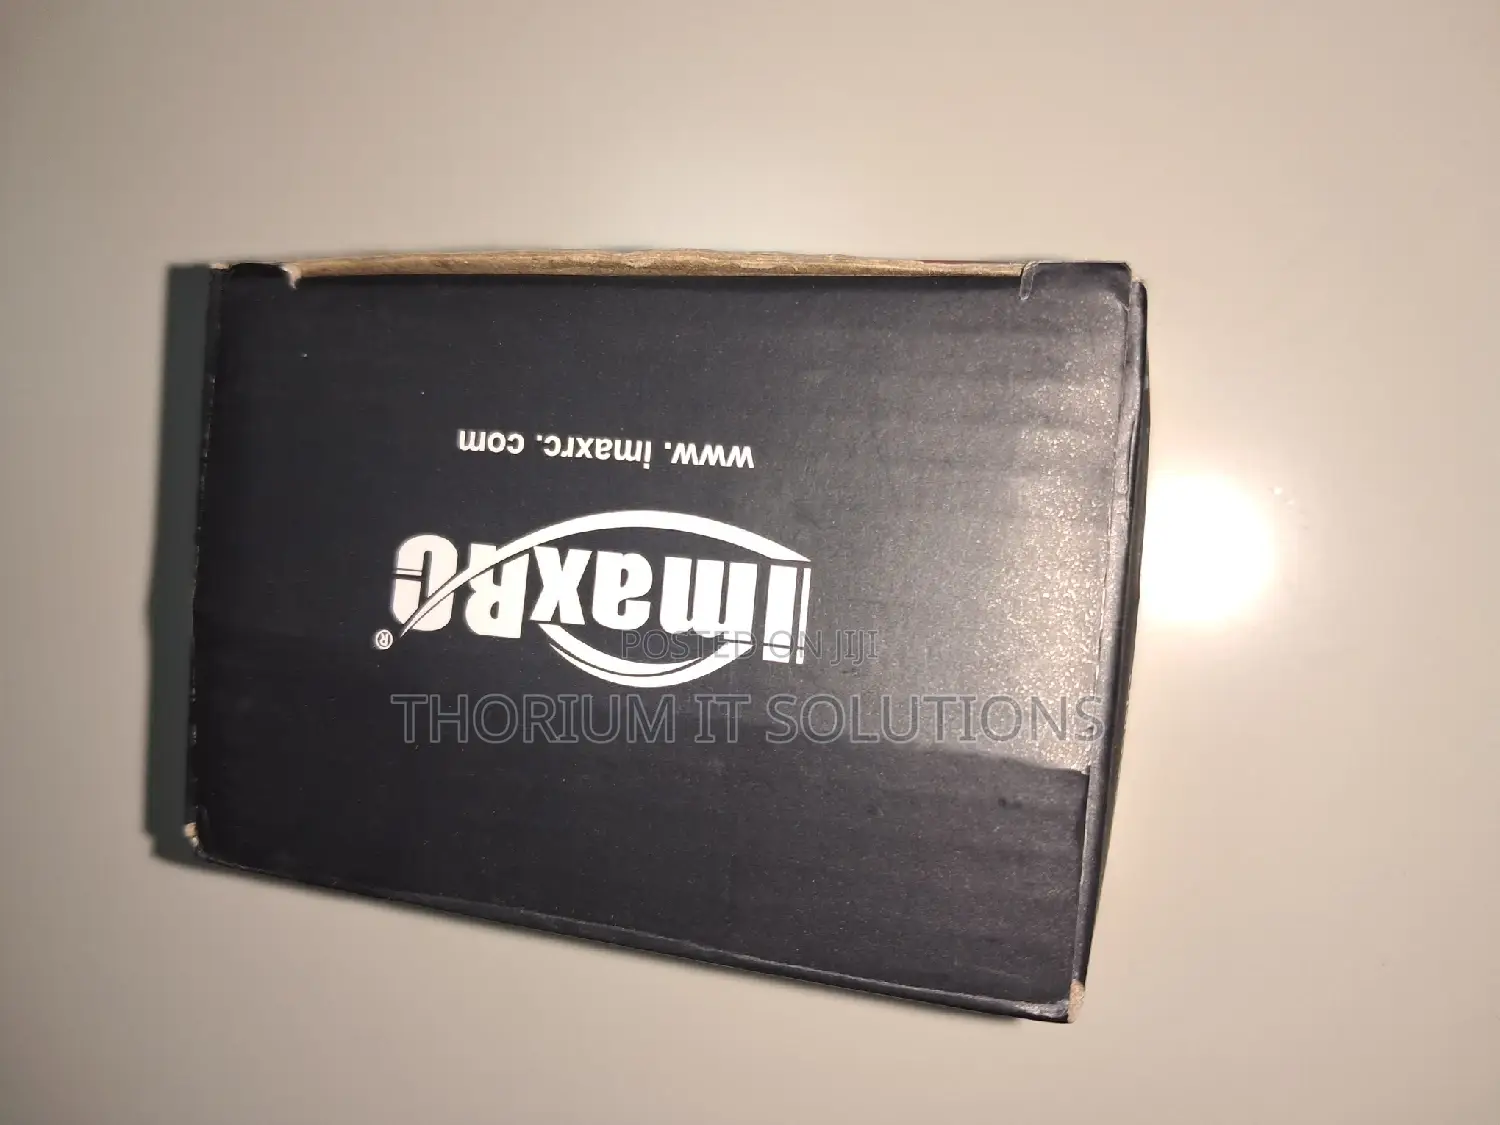 ImaxRC®
www. imaxrc. com
POSTED ON JIJI
THORIUM IT SOLUTIONS